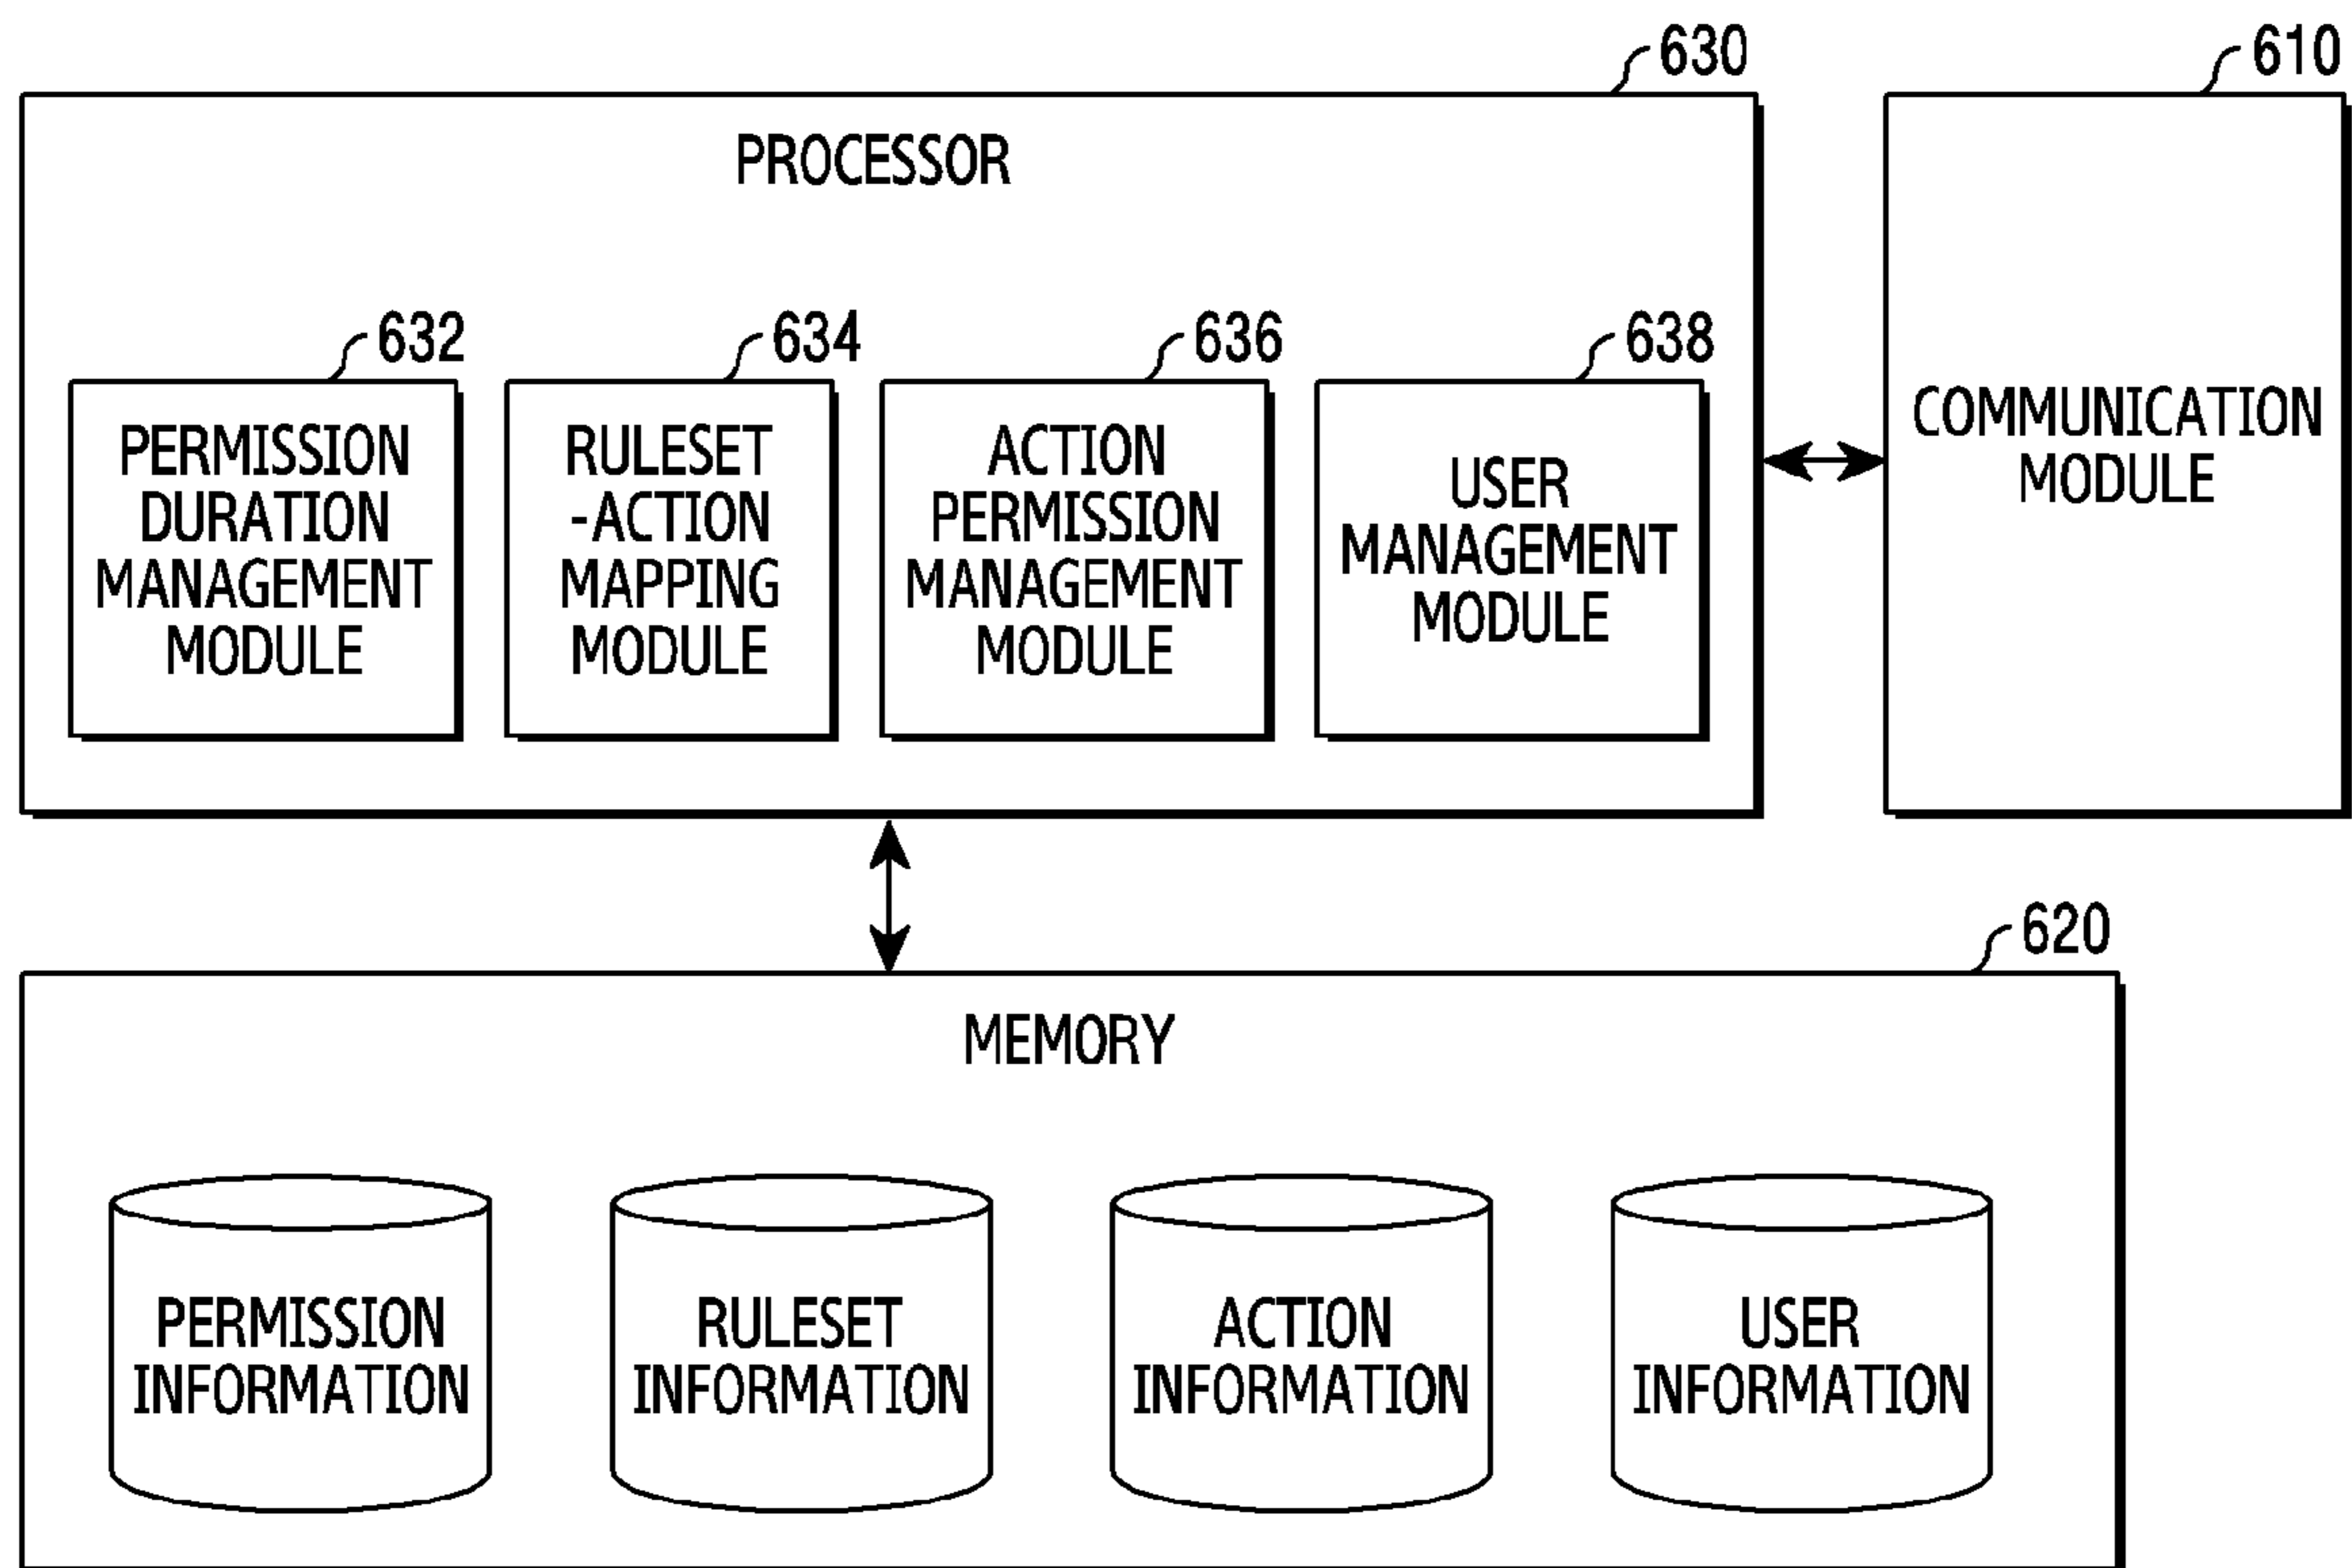 630
610
PROCESSOR
632
634
636
638
PERMISSION
DURATION
MANAGEMENT
MODULE
RULESET
-ACTION
MAPPING
MODULE
ACTION
PERMISSION
MANAGEMENT
MODULE
USER
MANAGEMENT
MODULE
COMMUNICATION
MODULE
620
MEMORY
PERMISSION
INFORMATION
RULESET
INFORMATION
ACTION
INFORMATION
USER
INFORMATION